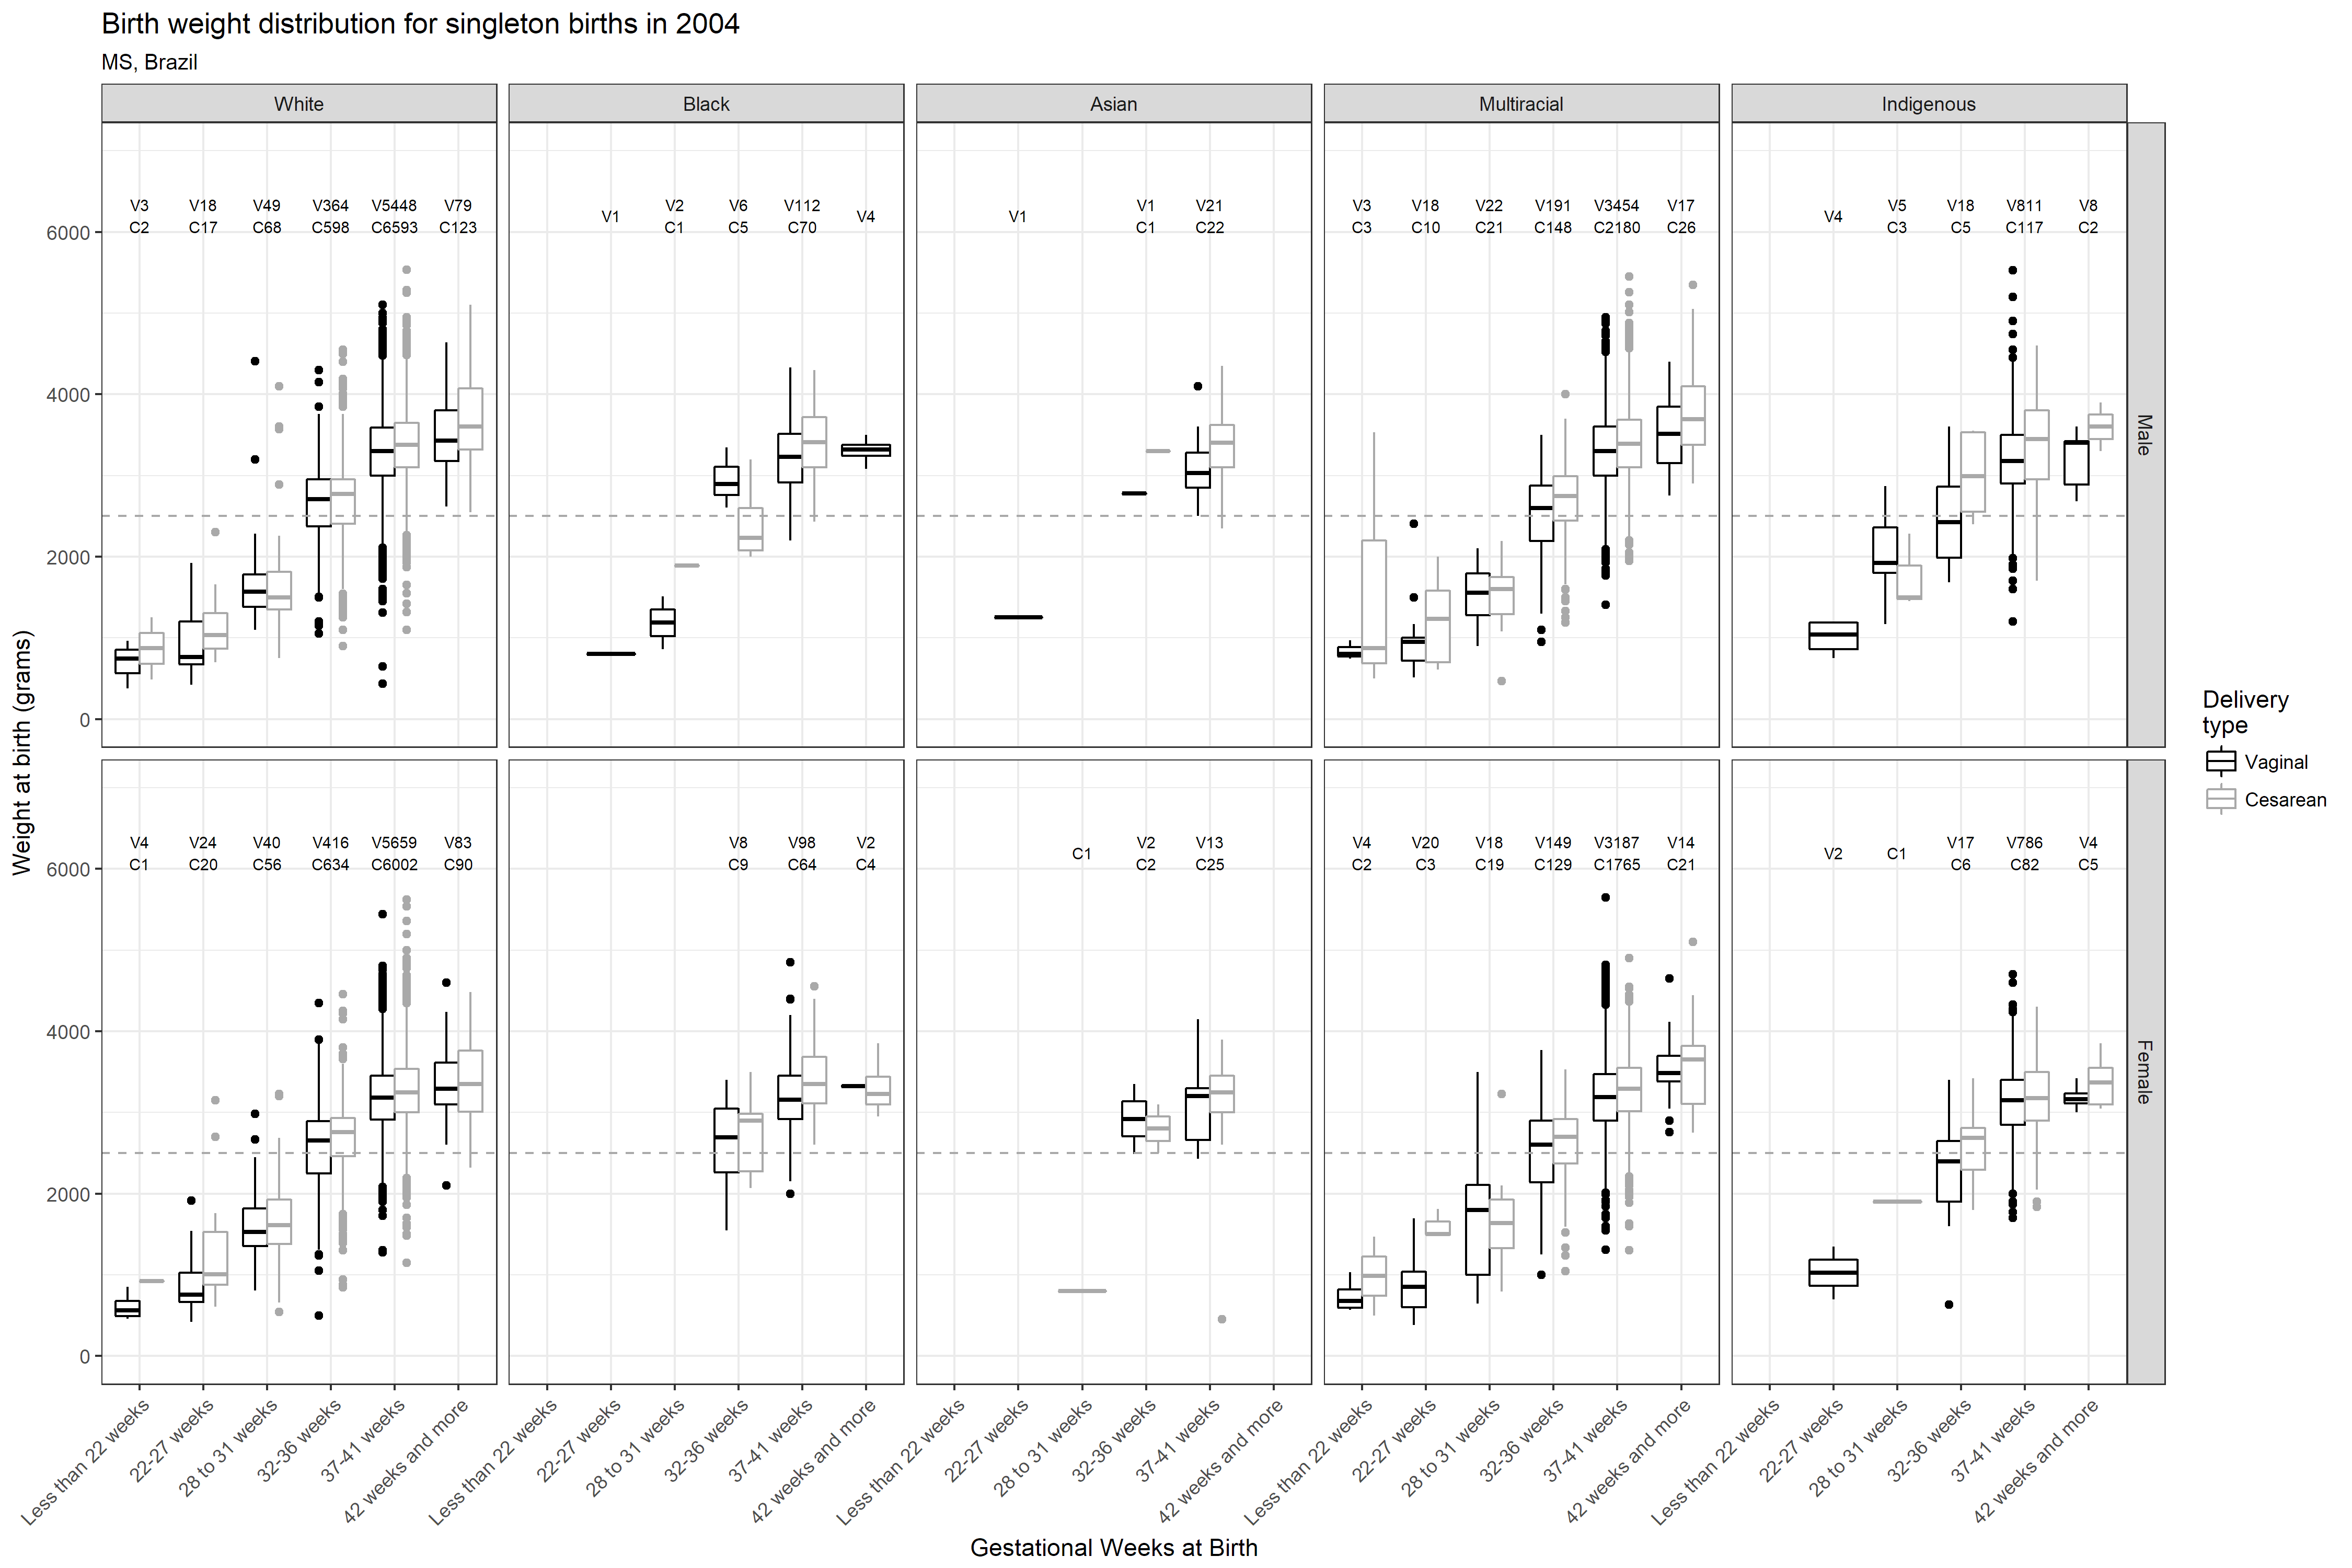 Birth weight distribution for singleton births in 2004
MS, Brazil
White Black Asian Multiracial Indigenous
V3 V18 V49 V364 V5448 V79 V1 V2 V6 V112 V4 V1 V1 V21 V3 V18 V22 V191 V3454 V17 V4 V5 V18 V811 V8
C2 C17 C68 C598 C6593 C123 C1 C5 C70 C1 C22 C3 C10 C21 C148 C2180 C26 C3 C5 C117 C2
6000
4000
2000
0
Male
V4 V24 V40 V416 V5659 V83 V8 V98 V2 C1 V2 V13 V4 V20 V18 V149 V3187 V14 V2 C1 V17 V786 V4
C1 C20 C56 C634 C6002 C90 C9 C64 C4 C2 C25 C2 C3 C19 C129 C1765 C21 C6 C82 C5
6000
4000
2000
0
Female
Weight at birth (grams)
Less than 22 weeks 22-27 weeks 28 to 31 weeks 32-36 weeks 37-41 weeks 42 weeks and more
Less than 22 weeks 22-27 weeks 28 to 31 weeks 32-36 weeks 37-41 weeks 42 weeks and more
Less than 22 weeks 22-27 weeks 28 to 31 weeks 32-36 weeks 37-41 weeks 42 weeks and more
Less than 22 weeks 22-27 weeks 28 to 31 weeks 32-36 weeks 37-41 weeks 42 weeks and more
Less than 22 weeks 22-27 weeks 28 to 31 weeks 32-36 weeks 37-41 weeks 42 weeks and more
Gestational Weeks at Birth
Delivery
type
Vaginal
Cesarean